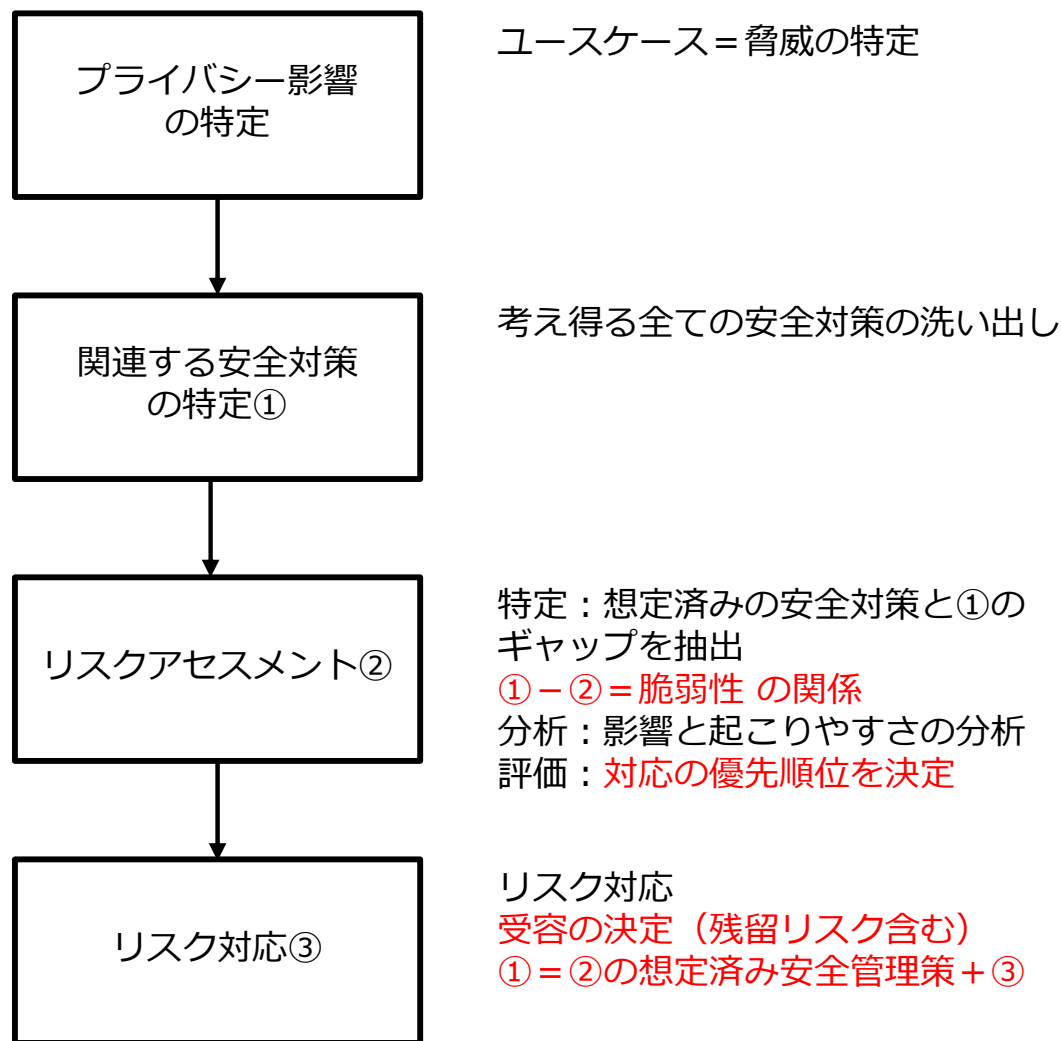 プライバシー影響
の特定
ユースケース＝脅威の特定
関連する安全対策
の特定①
考え得る全ての安全対策の洗い出し
リスクアセスメント②
特定：想定済みの安全対策と①の
ギャップを抽出
①－②＝脆弱性 の関係
分析：影響と起こりやすさの分析
評価：対応の優先順位を決定
リスク対応③
リスク対応
受容の決定（残留リスク含む）
①＝②の想定済み安全管理策＋③